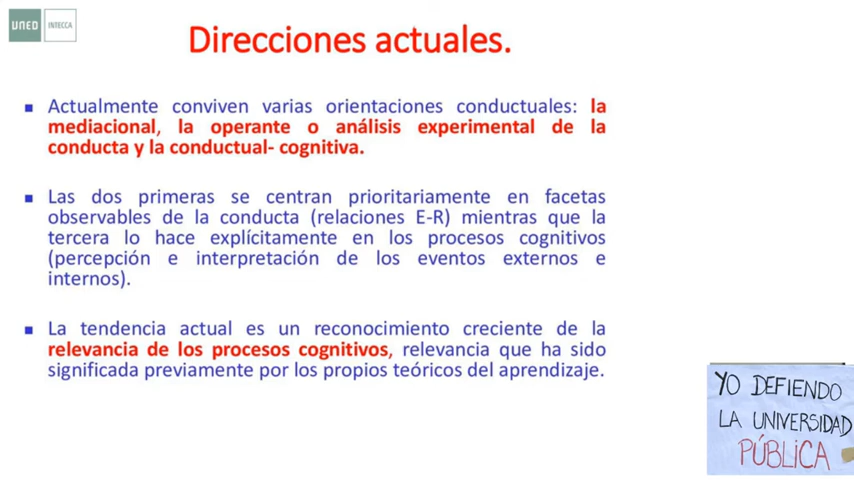 UNED
INTECCA
Direcciones actuales.
Actualmente conviven varias orientaciones conductuales: la
mediacional, la operante o análisis experimental de la
conducta y la conductual- cognitiva.
Las dos primeras se centran prioritariamente en facetas
observables de la conducta (relaciones E-R) mientras que la
tercera lo hace explícitamente en los procesos cognitivos
(percepción e interpretación de los eventos externos e
internos).
La tendencia actual es un reconocimiento creciente de la
relevancia de los procesos cognitivos, relevancia que ha sido
significada previamente por los propios teóricos del aprendizaje.
YO DEFIENDO
LA UNIVERSIDAD
PÚBLiCA